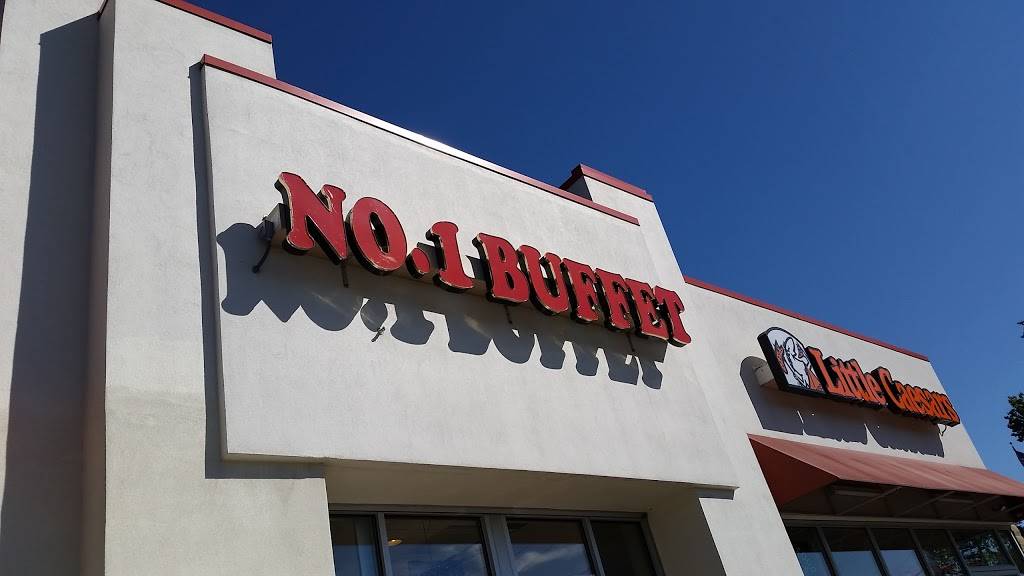 NO.1 BUFFET
Little Caesars